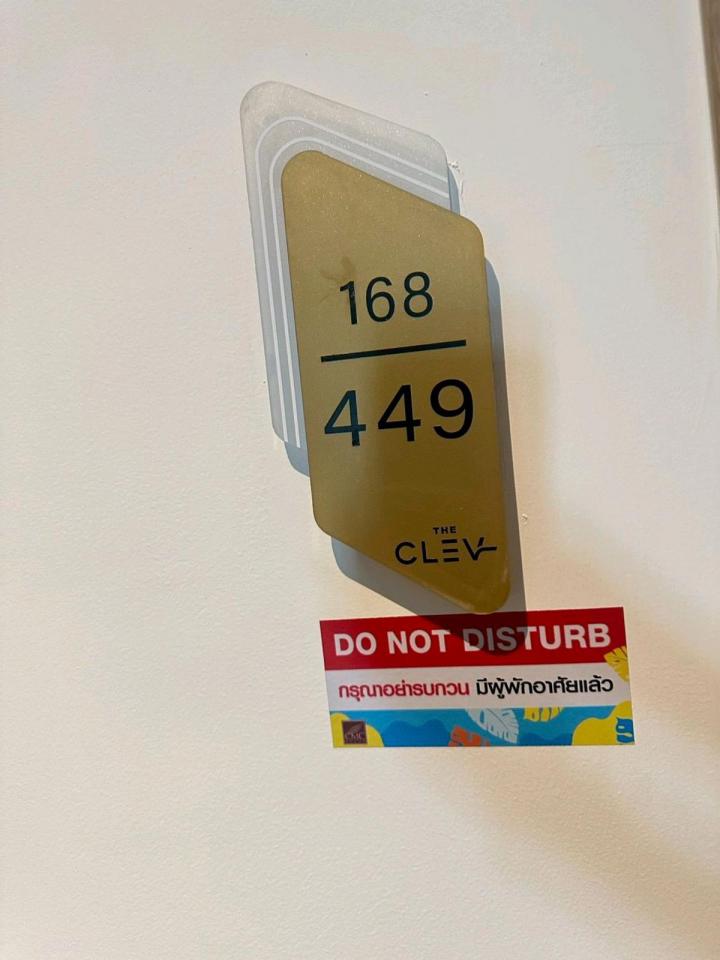 168
449
THE
CLEV
DO NOT DISTURB
กรุณาอย่ารบกวน มีผู้พักอาศัยแล้ว
CMC